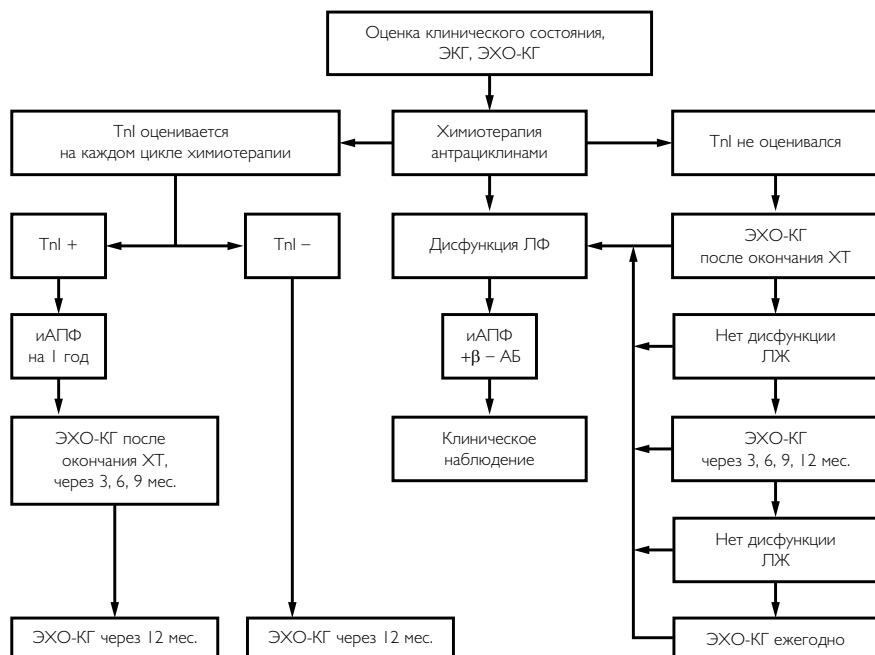 Оценка клинического состояния,
ЭКГ, ЭХО-КГ
TnI оценивается
на каждом цикле химиотерапии
Химиотерапия
антрациклинами
TnI не оценивался
TnI +
TnI –
Дисфункция ЛФ
ЭХО-КГ
после окончания ХТ
иАПФ
на 1 год
иАПФ
+β – АБ
Нет дисфункции
ЛЖ
ЭХО-КГ после
окончания ХТ,
через 3, 6, 9 мес.
Клиническое
наблюдение
ЭХО-КГ
через 3, 6, 9, 12 мес.
Нет дисфункции
ЛЖ
ЭХО-КГ через 12 мес.
ЭХО-КГ через 12 мес.
ЭХО-КГ ежегодно